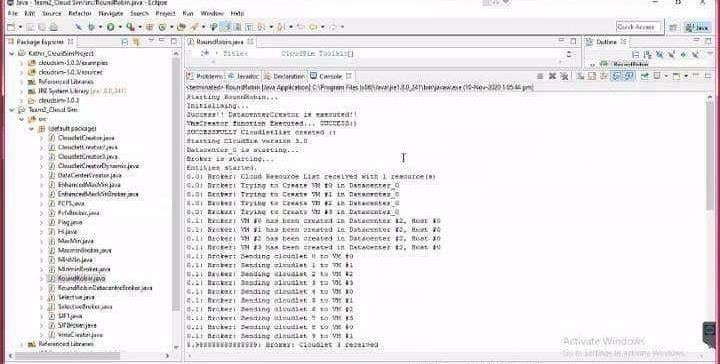 Java - Team2_Cloud Sim/src/RoundRobin.java - Eclipse
File Edit Source Refactor Navigate Search Project Run Window Help
Quick Access
Java
Package Explorer
RoundRobin.java
Outline
Kathir_CloudSimProject
cloudsim-3.0.3/examples
cloudsim-3.0.3/sources
Referenced Libraries
JRE System Library
cloudsim-3.0.3
Team2_Cloud Sim
src
(default package)
CloudletCreator.java
CloudletCreator2.java
CloudletCreator3.java
CloudletCreatorDynamic.java
DataCenterCreator.java
EnhancedMaxMin.java
EnhancedMaxMinBroker.java
FCFS.java
Hi.java
MaxMin.java
MaxminBroker.java
MinMin.java
MinminBroker.java
RoundRobin.java
RoundRobinDatacenterBroker.java
Selective.java
SelectiveBroker.java
SJF1.java
SJFBroker.java
VmsCreator.java
Referenced Libraries
* Title: CloudSim Toolkit
Problems Javadoc Declaration Console
<terminated> RoundRobin [Java Application] C:\Program Files (x86)\Java\jre1.8.0_241\bin\javaw.exe (10-Nov-2020 1:05:44 pm)
Starting RoundRobin...
Initialising...
Success!! DatacenterCreator is executed!!
VmsCreator function Executed... SUCCESS:)
SUCCESSFULLY Cloudletlist created :)
Starting CloudSim version 3.0
Datacenter_0 is starting...
Broker is starting...
Entities started.
0.0: Broker: Cloud Resource List received with 1 resource(s)
0.0: Broker: Trying to Create VM #0 in Datacenter_0
0.0: Broker: Trying to Create VM #1 in Datacenter_0
0.0: Broker: Trying to Create VM #2 in Datacenter_0
0.0: Broker: Trying to Create VM #3 in Datacenter_0
0.1: Broker: VM #0 has been created in Datacenter #2, Host #0
0.1: Broker: VM #1 has been created in Datacenter #2, Host #0
0.1: Broker: VM #2 has been created in Datacenter #2, Host #0
0.1: Broker: VM #3 has been created in Datacenter #2, Host #0
0.1: Broker: Sending cloudlet 0 to VM #0
0.1: Broker: Sending cloudlet 1 to VM #1
0.1: Broker: Sending cloudlet 2 to VM #2
0.1: Broker: Sending cloudlet 3 to VM #3
0.1: Broker: Sending cloudlet 4 to VM #0
0.1: Broker: Sending cloudlet 5 to VM #1
0.1: Broker: Sending cloudlet 6 to VM #2
0.1: Broker: Sending cloudlet 7 to VM #3
0.1: Broker: Sending cloudlet 8 to VM #0
0.1: Broker: Sending cloudlet 9 to VM #1
Broker: Cloudlet 3 received
Activate Windows
Go to Settings to activate Windows.